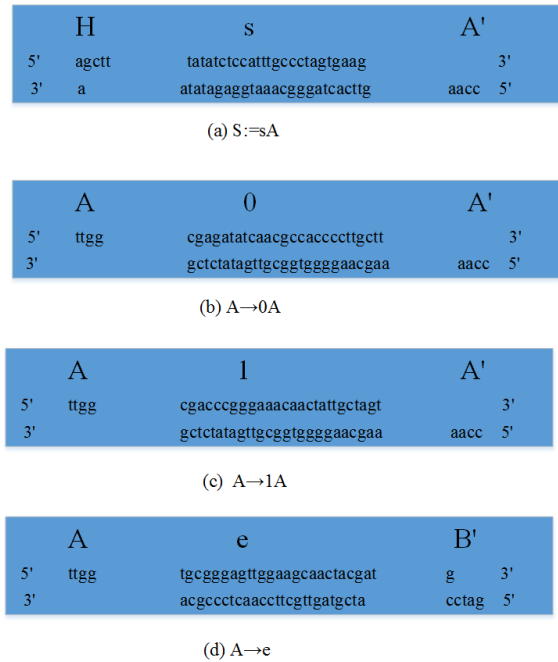 H s A'
5' agctt tatatctccatttgccctagtgaag 3'
3' a atatagaggtaaacgggatcacttg aacc 5'
(a) S:=sA
A 0 A'
5' ttgg cgagatatcaacgccaccccttgctt 3'
3' gctctatagttgcggtggggaacgaa aacc 5'
(b) A→0A
A 1 A'
5' ttgg cgacccgggaaacaactattgctagt 3'
3' gctctatagttgcggtggggaacgaa aacc 5'
(c) A→1A
A e B'
5' ttgg tgcgggagttggaagcaactacgat g 3'
3' acgccctcaaccttcgttgatgcta cctag 5'
(d) A→e